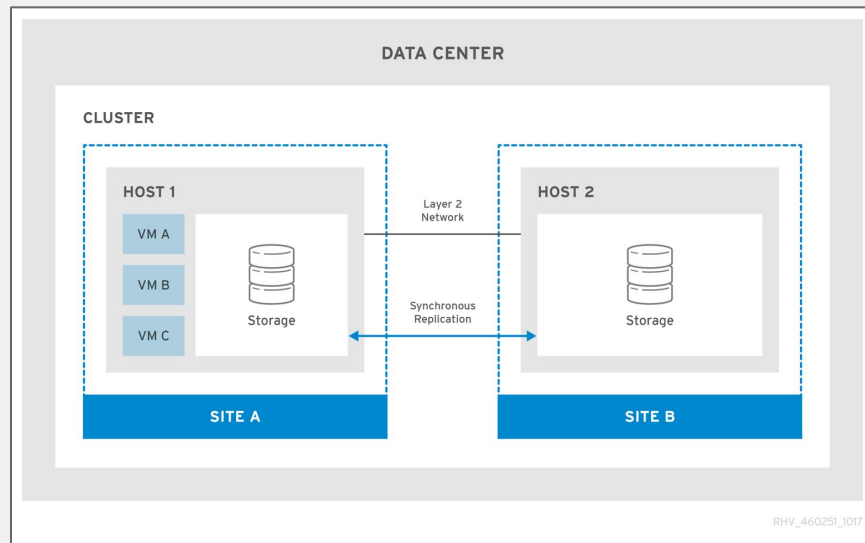 DATA CENTER
CLUSTER
HOST 1
VM A
VM B
VM C
Storage
Layer 2
Network
Synchronous
Replication
HOST 2
Storage
SITE A
SITE B
RHV_460251_1017